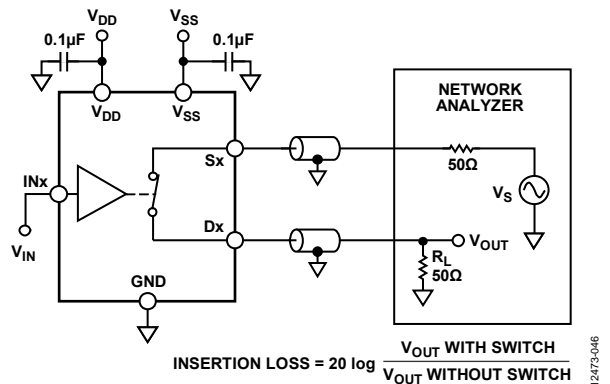 VDD VSS
0.1µF 0.1µF
VDD VSS
NETWORK
ANALYZER
Sx
50Ω
INx
VS
Dx
VOUT
VIN
RL
50Ω
GND
INSERTION LOSS = 20 log VOUT WITH SWITCH
VOUT WITHOUT SWITCH
12473-046